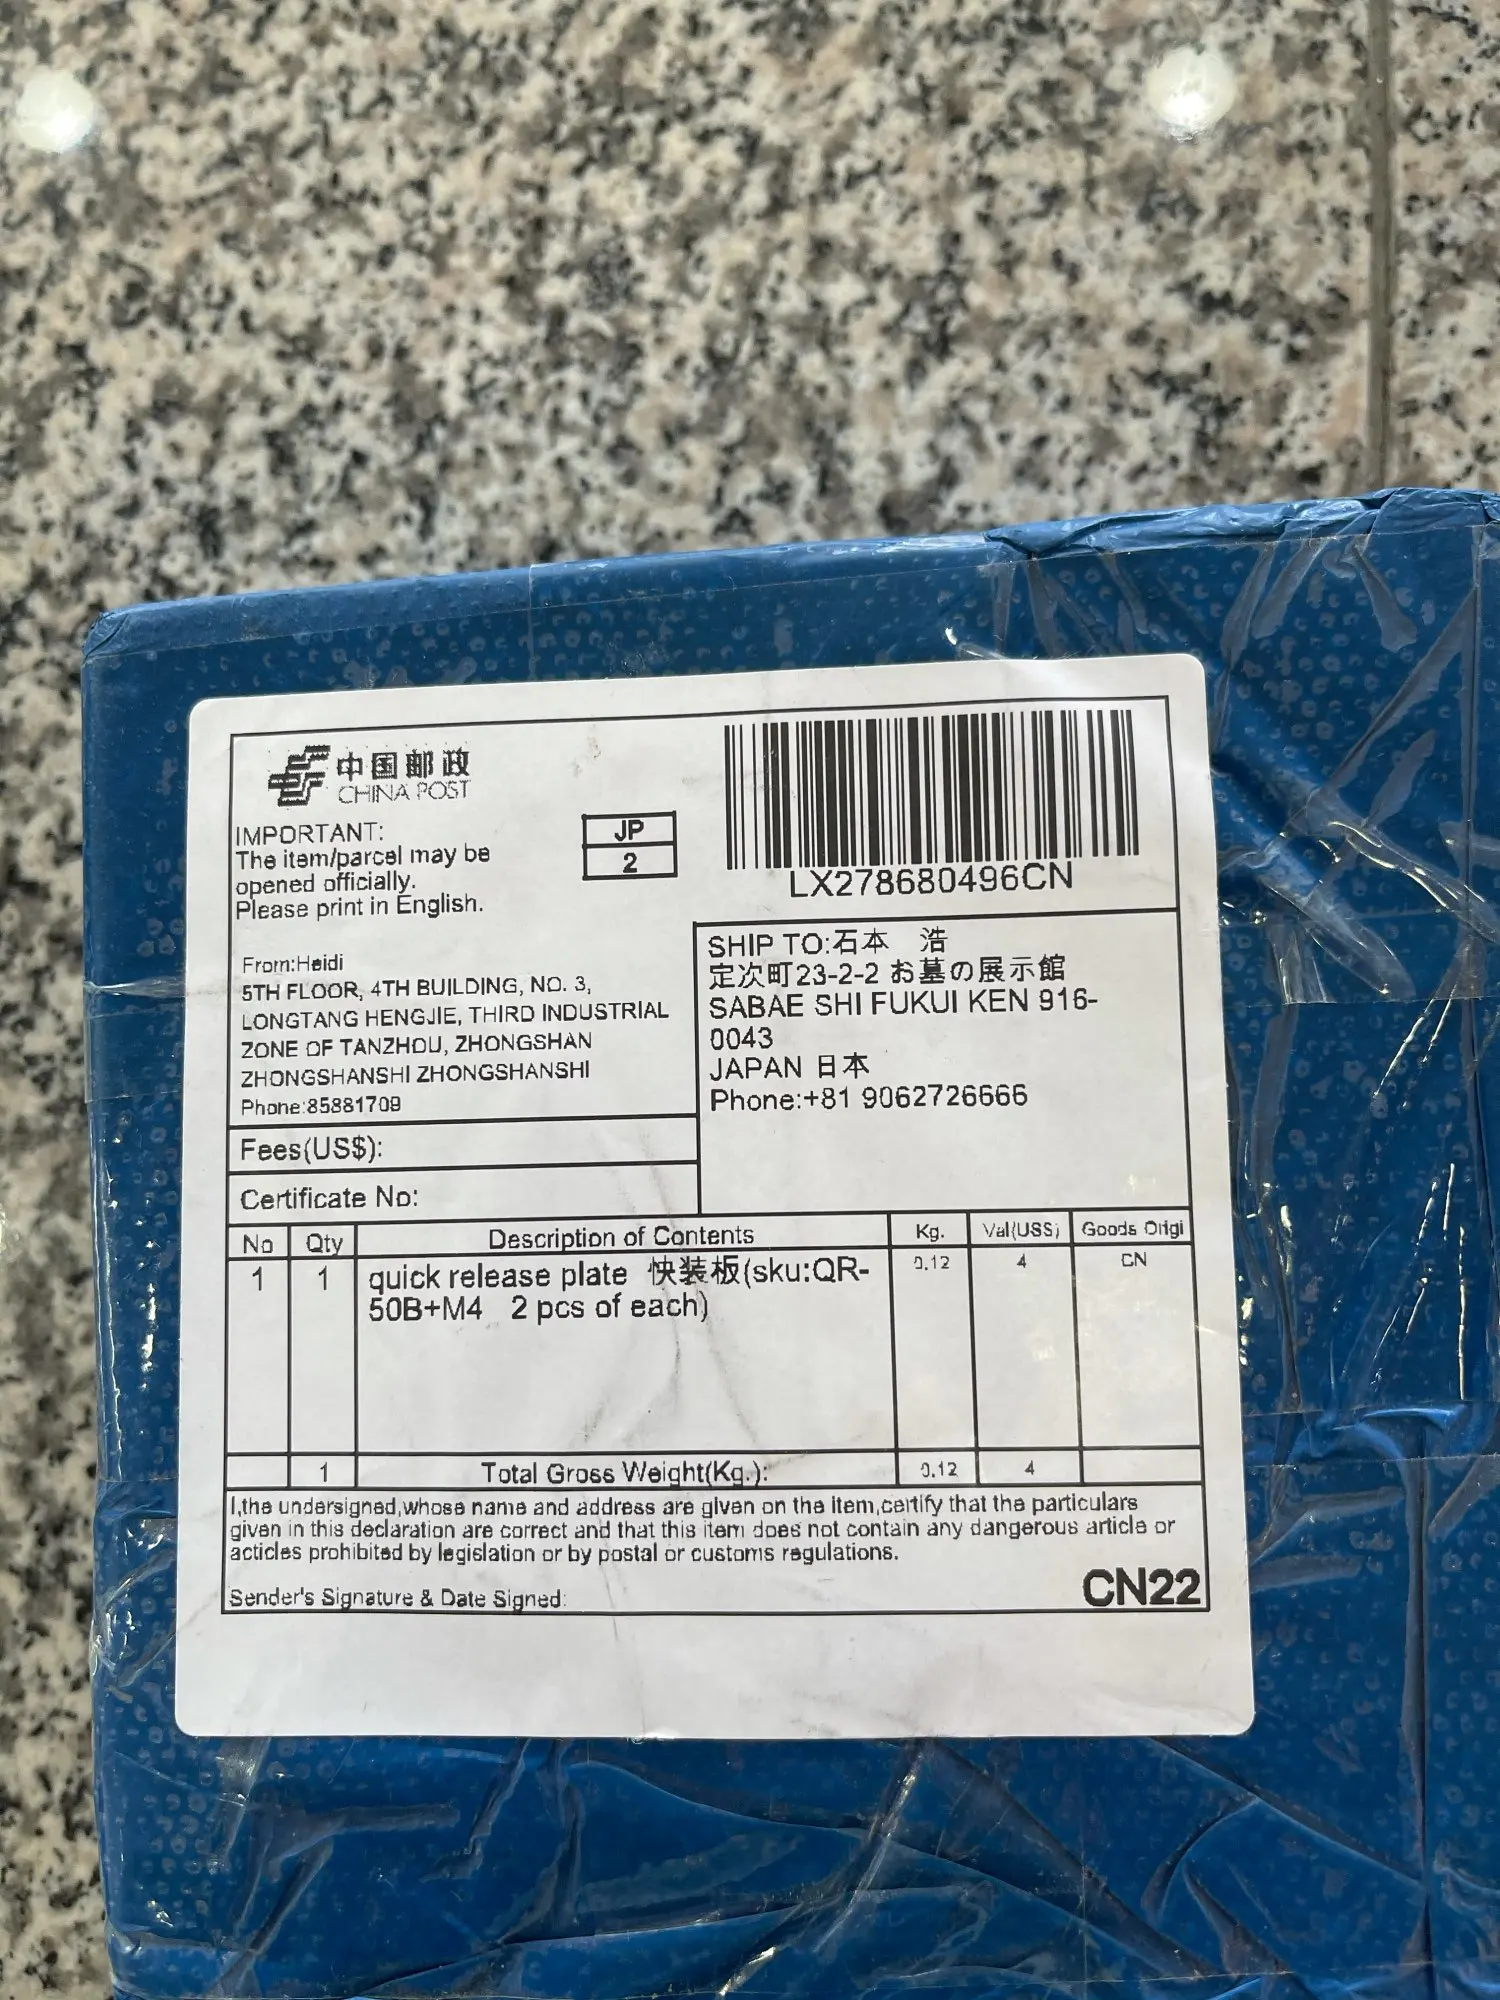 中国邮政
CHINA POST
IMPORTANT:
The item/parcel may be
opened officially.
Please print in English.
JP
2
LX278680496CN
From:Heidi
5TH FLOOR, 4TH BUILDING, NO. 3,
LONGTANG HENGJIE, THIRD INDUSTRIAL
ZONE OF TANZHOU, ZHONGSHAN
ZHONGSHANSHI ZHONGSHANSHI
Phone:85881709
SHIP TO:石本 浩
定次町23-2-2 お墓の展示館
SABAE SHI FUKUI KEN 916-
0043
JAPAN 日本
Phone:+81 9062726666
Fees(US$):
Certificate No:
No Qty Description of Contents Kg. Val(US$) Goods Origi
1 1 quick release plate 快装板(sku:QR- 0.12 4 CN
50B+M4 2 pcs of each)
1 Total Gross Weight(Kg.): 0.12 4
I,the undersigned,whose name and address are given on the item,certify that the particulars
given in this declaration are correct and that this item does not contain any dangerous article or
acticles prohibited by legislation or by postal or customs regulations.
Sender's Signature & Date Signed:
CN22